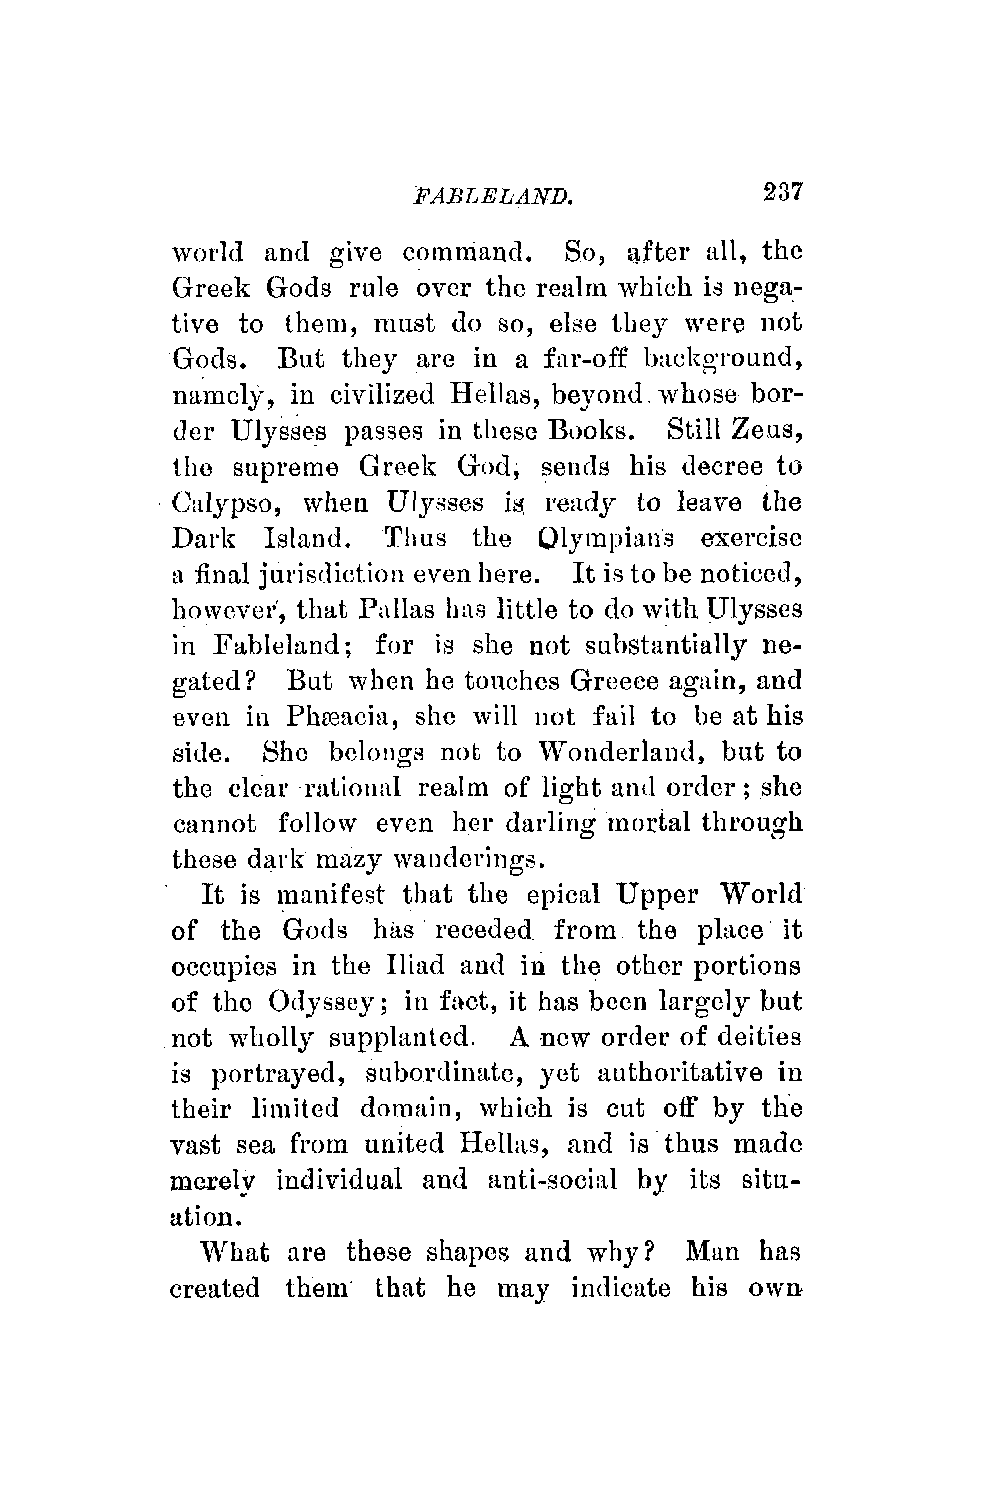 FABLELAND. 237
world and give command. So, after all, the
Greek Gods rule over the realm which is nega-
tive to them, must do so, else they were not
Gods. But they are in a far-off background,
namely, in civilized Hellas, beyond whose bor-
der Ulysses passes in these Books. Still Zeus,
the supreme Greek God, sends his decree to
Calypso, when Ulysses is ready to leave the
Dark Island. Thus the Olympians exercise
a final jurisdiction even here. It is to be noticed,
however, that Pallas has little to do with Ulysses
in Fableland; for is she not substantially ne-
gated? But when he touches Greece again, and
even in Phæacia, she will not fail to be at his
side. She belongs not to Wonderland, but to
the clear rational realm of light and order; she
cannot follow even her darling mortal through
these dark mazy wanderings.
It is manifest that the epical Upper World
of the Gods has receded from the place it
occupies in the Iliad and in the other portions
of the Odyssey; in fact, it has been largely but
not wholly supplanted. A new order of deities
is portrayed, subordinate, yet authoritative in
their limited domain, which is cut off by the
vast sea from united Hellas, and is thus made
merely individual and anti-social by its situ-
ation.
What are these shapes and why? Man has
created them that he may indicate his own